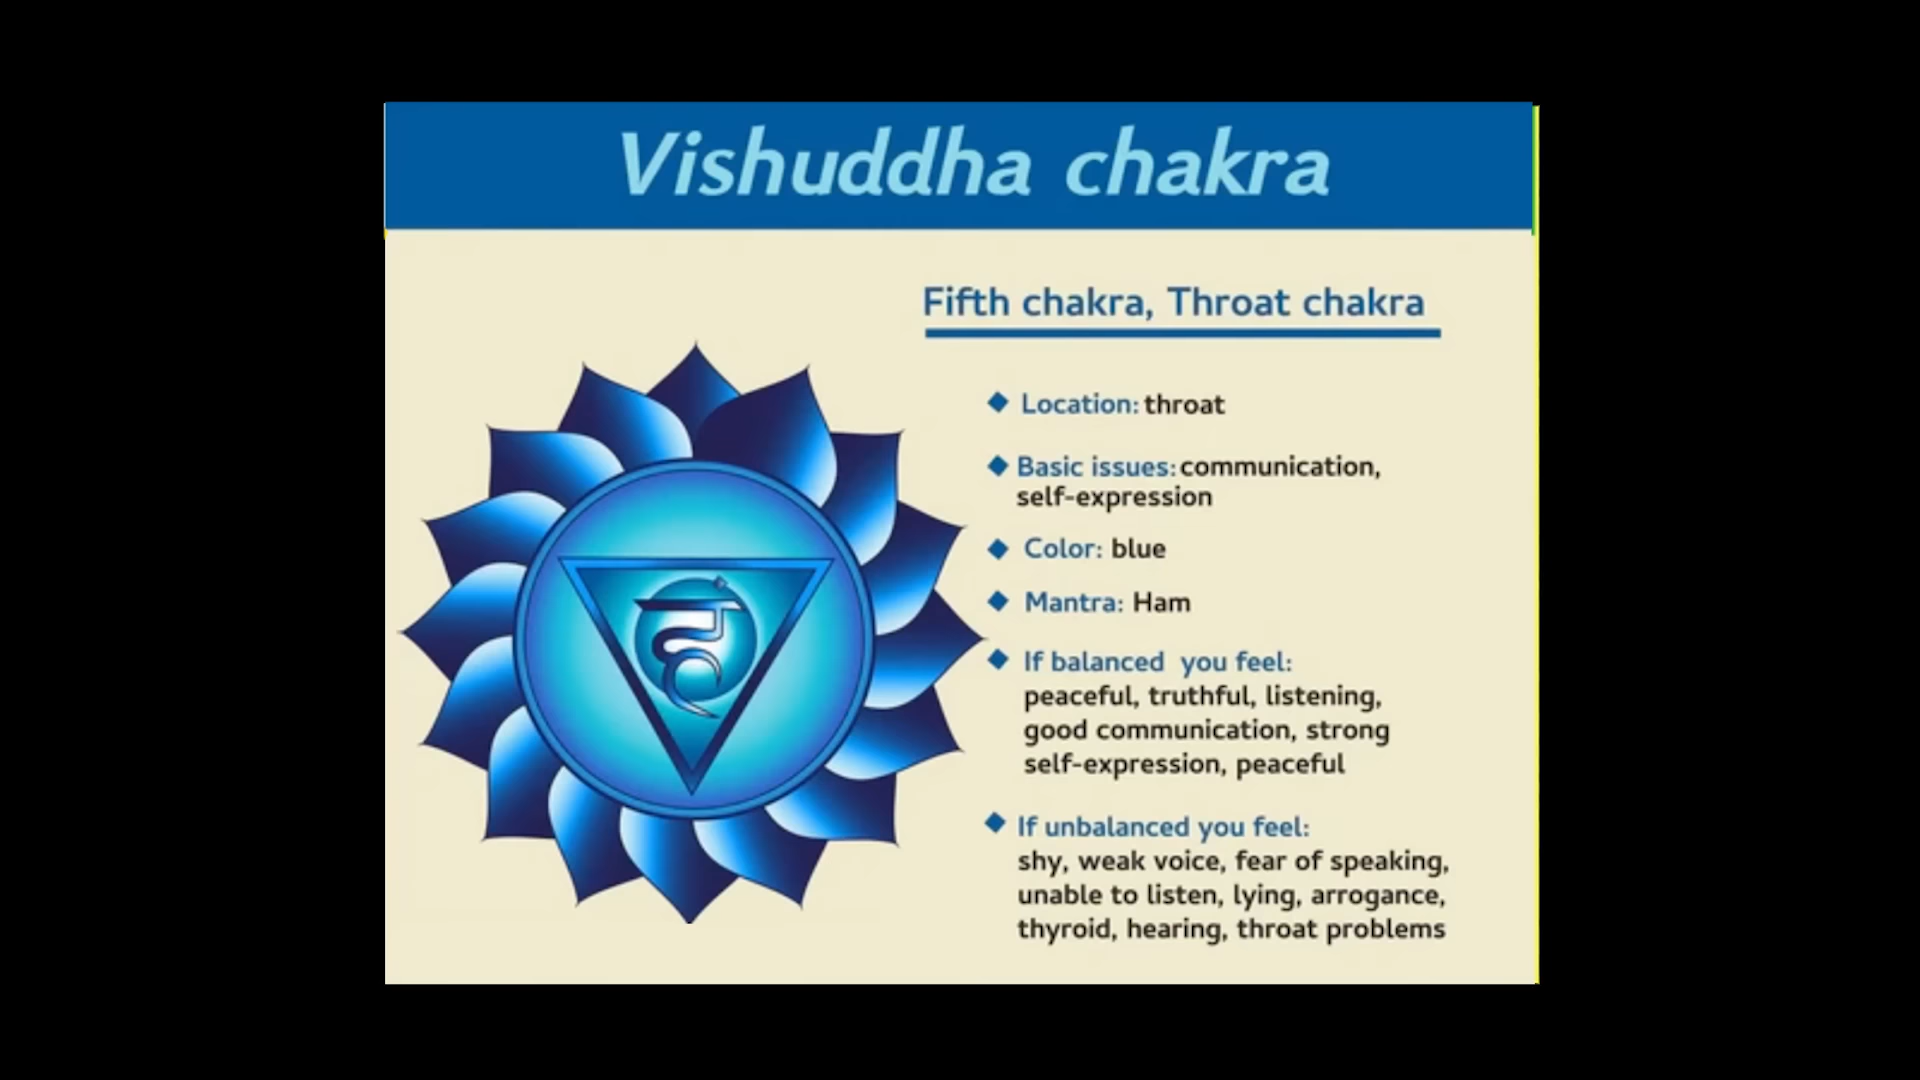 Vishuddha chakra
Fifth chakra, Throat chakra
Location: throat
Basic issues: communication,
self-expression
Color: blue
Mantra: Ham
If balanced you feel:
peaceful, truthful, listening,
good communication, strong
self-expression, peaceful
If unbalanced you feel:
shy, weak voice, fear of speaking,
unable to listen, lying, arrogance,
thyroid, hearing, throat problems
हं